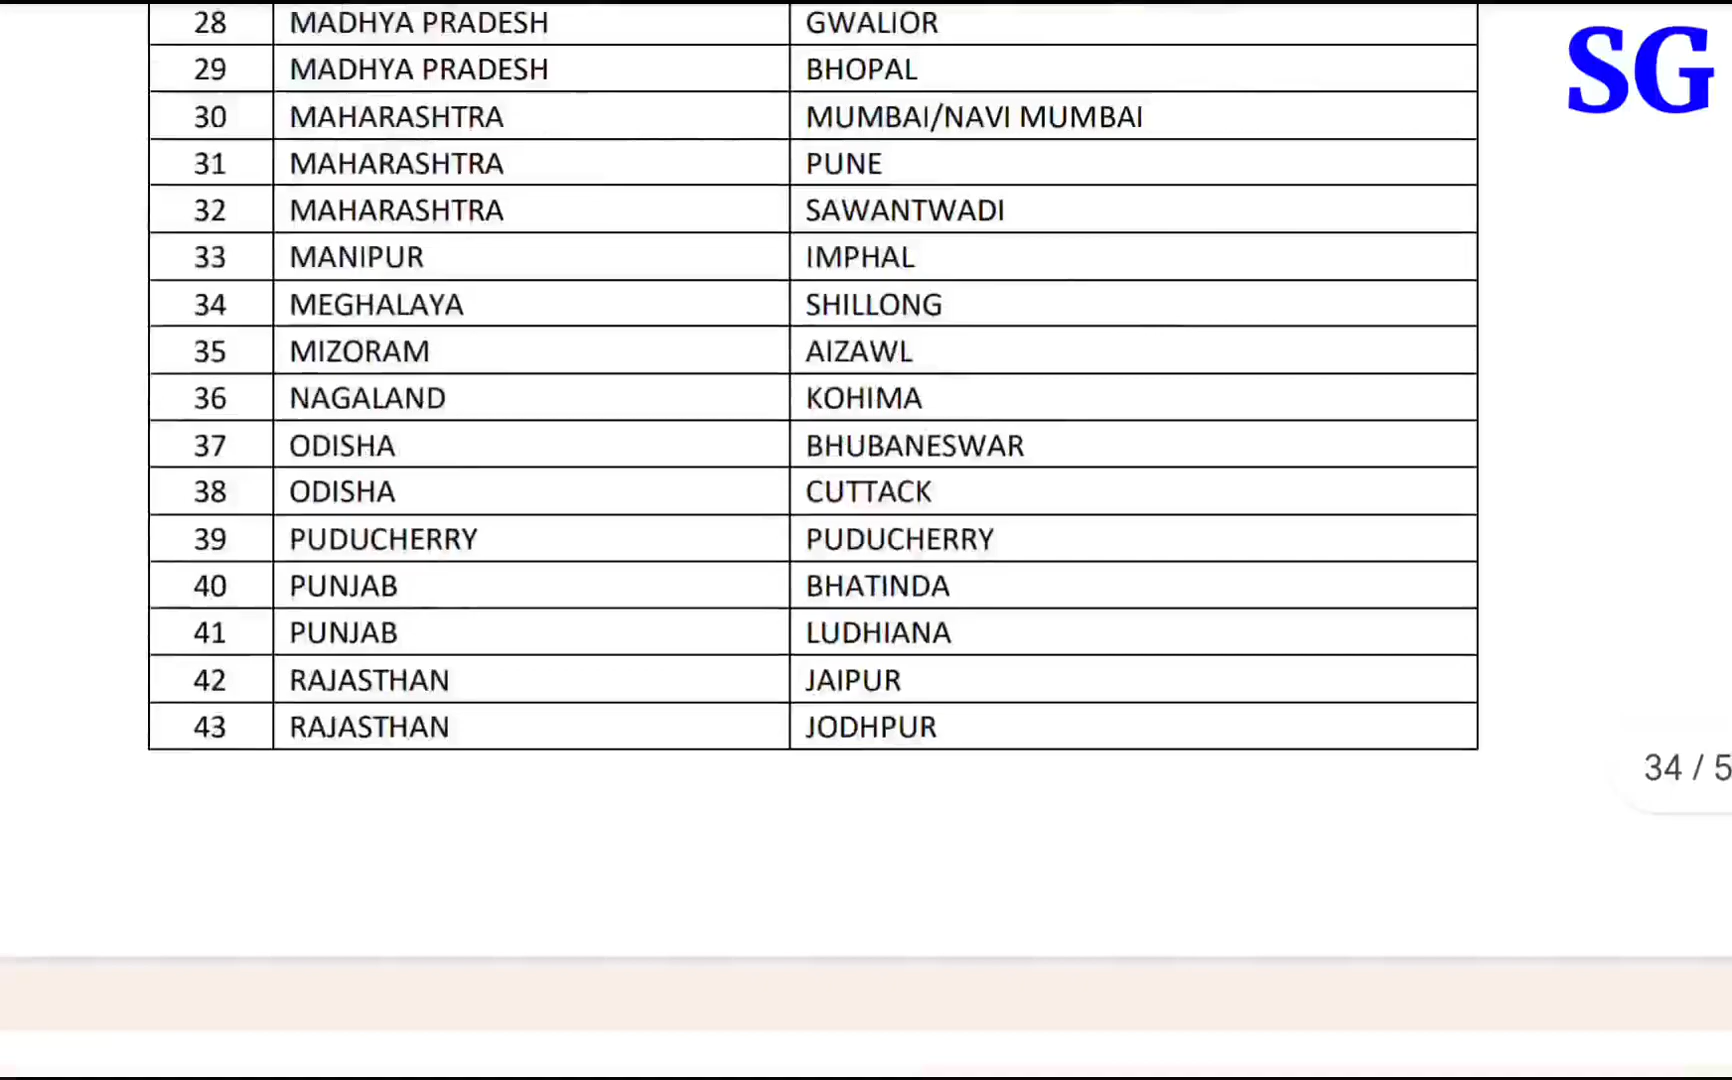 28 MADHYA PRADESH GWALIOR
29 MADHYA PRADESH BHOPAL
30 MAHARASHTRA MUMBAI/NAVI MUMBAI
31 MAHARASHTRA PUNE
32 MAHARASHTRA SAWANTWADI
33 MANIPUR IMPHAL
34 MEGHALAYA SHILLONG
35 MIZORAM AIZAWL
36 NAGALAND KOHIMA
37 ODISHA BHUBANESWAR
38 ODISHA CUTTACK
39 PUDUCHERRY PUDUCHERRY
40 PUNJAB BHATINDA
41 PUNJAB LUDHIANA
42 RAJASTHAN JAIPUR
43 RAJASTHAN JODHPUR
SG
34 / 5